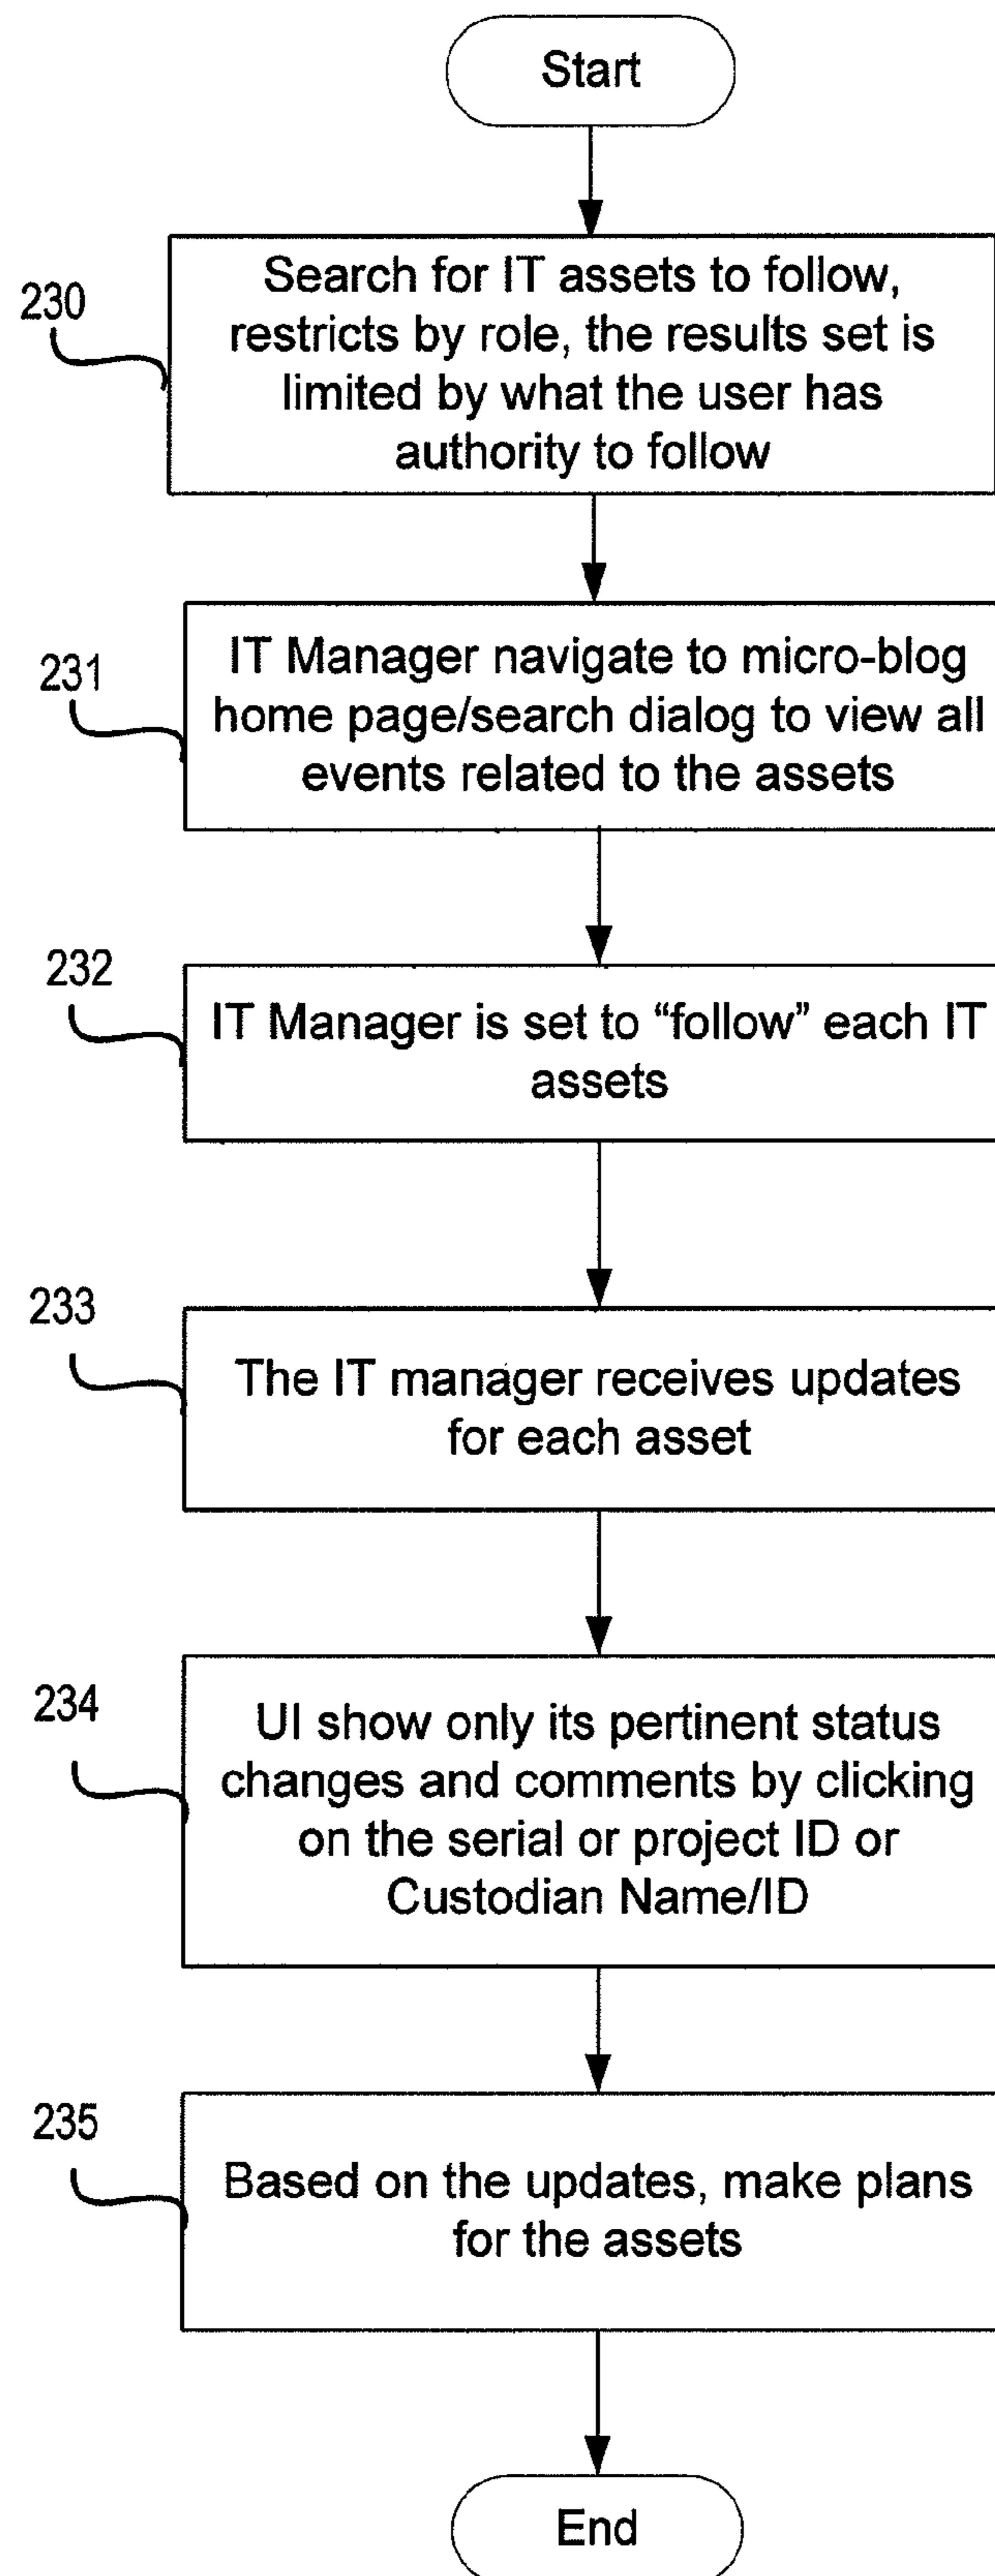 Start
230
Search for IT assets to follow,
restricts by role, the results set is
limited by what the user has
authority to follow
231
IT Manager navigate to micro-blog
home page/search dialog to view all
events related to the assets
232
IT Manager is set to “follow” each IT
assets
233
The IT manager receives updates
for each asset
234
UI show only its pertinent status
changes and comments by clicking
on the serial or project ID or
Custodian Name/ID
235
Based on the updates, make plans
for the assets
End